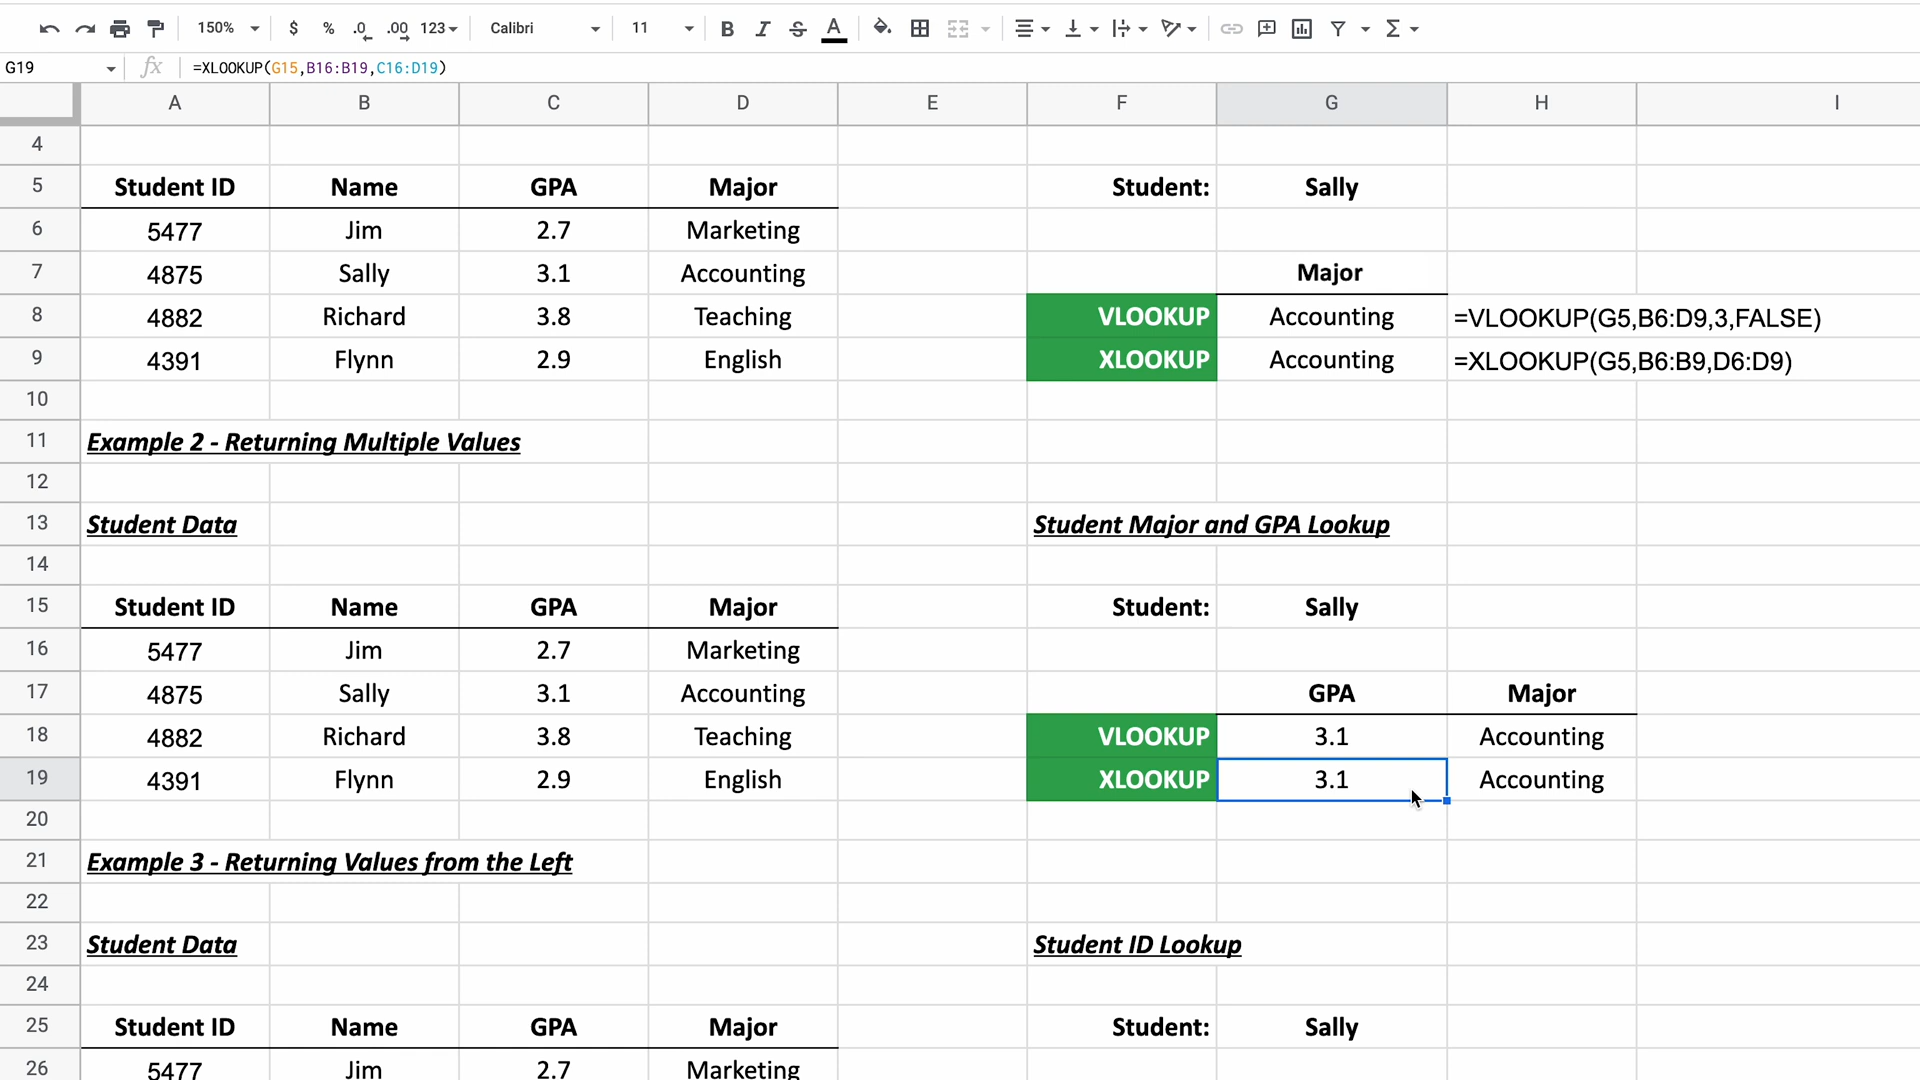 150% $ % .0 .00 123 Calibri 11 B I S A
G19 fx =XLOOKUP(G15,B16:B19,C16:D19)
A B C D E F G H I
4
5 Student ID Name GPA Major Student: Sally
6 5477 Jim 2.7 Marketing
7 4875 Sally 3.1 Accounting Major
8 4882 Richard 3.8 Teaching VLOOKUP Accounting =VLOOKUP(G5,B6:D9,3,FALSE)
9 4391 Flynn 2.9 English XLOOKUP Accounting =XLOOKUP(G5,B6:B9,D6:D9)
10
11 Example 2 - Returning Multiple Values
12
13 Student Data Student Major and GPA Lookup
14
15 Student ID Name GPA Major Student: Sally
16 5477 Jim 2.7 Marketing
17 4875 Sally 3.1 Accounting GPA Major
18 4882 Richard 3.8 Teaching VLOOKUP 3.1 Accounting
19 4391 Flynn 2.9 English XLOOKUP 3.1 Accounting
20
21 Example 3 - Returning Values from the Left
22
23 Student Data Student ID Lookup
24
25 Student ID Name GPA Major Student: Sally
26 5477 Jim 2.7 Marketing